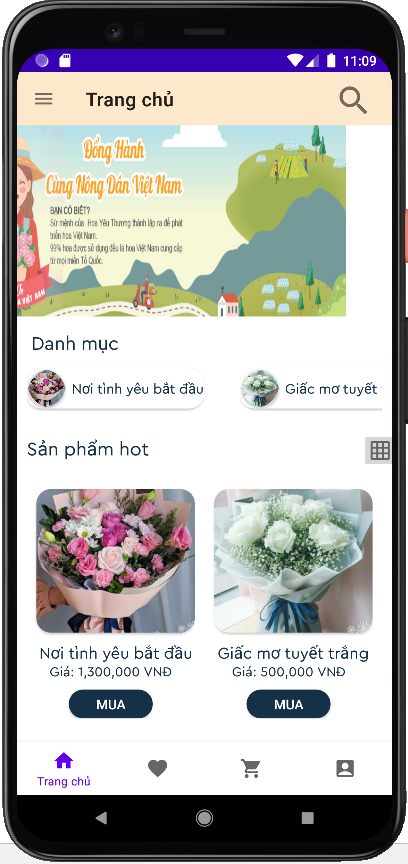 11:09
Trang chủ
Đồng Hành
Cùng Nông Dân Việt Nam
BẠN CÓ BIẾT?
Sứ mệnh của Hoa Yêu Thương thành lập ra để phát
triển hoa Việt Nam.
99% hoa được sử dụng đều là hoa Việt Nam cung cấp
từ mọi miền Tổ Quốc.
VIỆT NAM
Danh mục
Nơi tình yêu bắt đầu
Giấc mơ tuyết
Sản phẩm hot
Nơi tình yêu bắt đầu
Giá: 1,300,000 VNĐ
MUA
Giấc mơ tuyết trắng
Giá: 500,000 VNĐ
MUA
Trang chủ